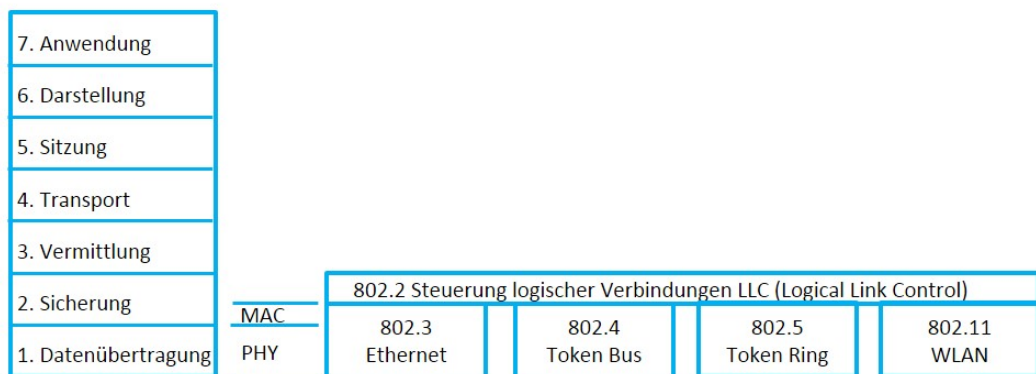 7. Anwendung
6. Darstellung
5. Sitzung
4. Transport
3. Vermittlung
2. Sicherung
1. Datenübertragung
MAC
PHY
802.2 Steuerung logischer Verbindungen LLC (Logical Link Control)
802.3
Ethernet
802.4
Token Bus
802.5
Token Ring
802.11
WLAN